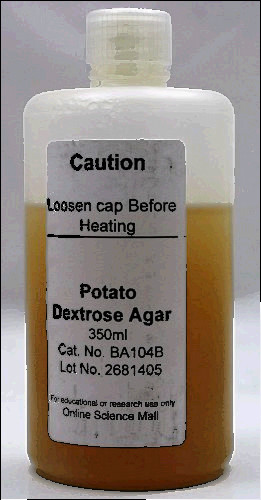 Caution
Loosen cap Before
Heating
Potato
Dextrose Agar
350ml
Cat. No. BA104B
Lot No. 2681405
For educational or research use only
Online Science Mall